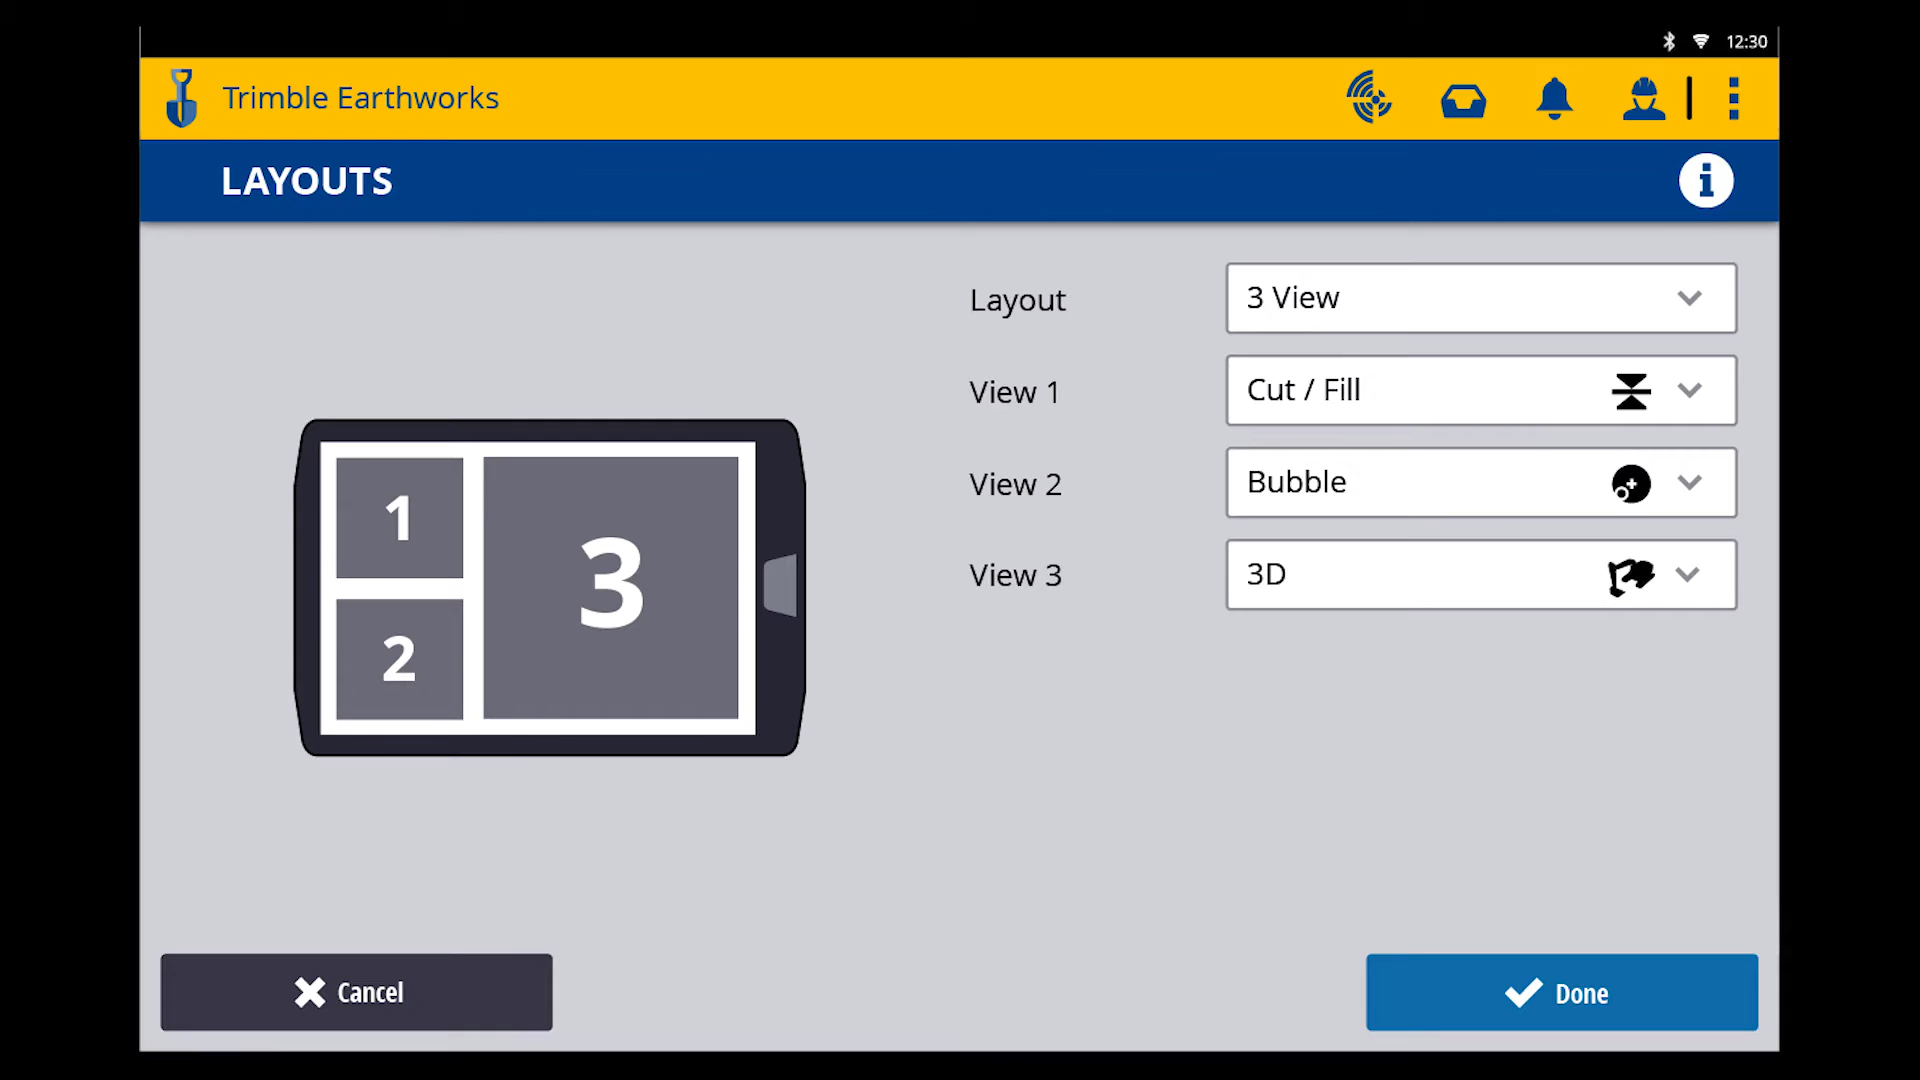 12:30
Trimble Earthworks
LAYOUTS
Layout
3 View
View 1
Cut / Fill
View 2
Bubble
View 3
3D
1
2
3
Cancel
Done